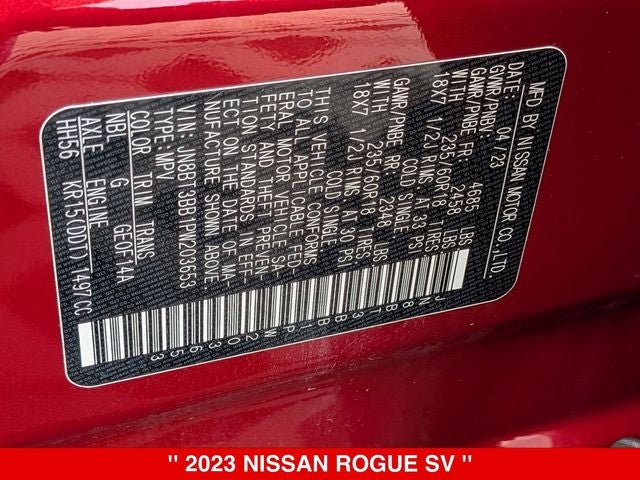 MFD BY NISSAN MOTOR CO.,LTD
DATE: 04/23
GVWR/PNBV 4685 LBS
GAWR/PNBE FR 2458 LBS
WITH 235/60R18 TIRES
18X7 1/2J RIMS AT 33 PSI
COLD SINGLE
GAWR/PNBE RR 2348 LBS
WITH 235/60R18 TIRES
18X7 1/2J RIMS AT 30 PSI
COLD SINGLE
THIS VEHICLE CONFORMS
TO ALL APPLICABLE FED-
ERAL MOTOR VEHICLE SA-
FETY AND THEFT PREVEN-
TION STANDARDS IN EFF-
ECT ON THE DATE OF MA-
NUFACTURE SHOWN ABOVE
VIN: JN8BT3BB1PW203653
TYPE: MPV
COLOR TRIM TRANS
NBL G GEOF14A
AXLE ENGINE
HH56 KR15(DDT) 1497CC
JN8BT3BB1PW203653
" 2023 NISSAN ROGUE SV "